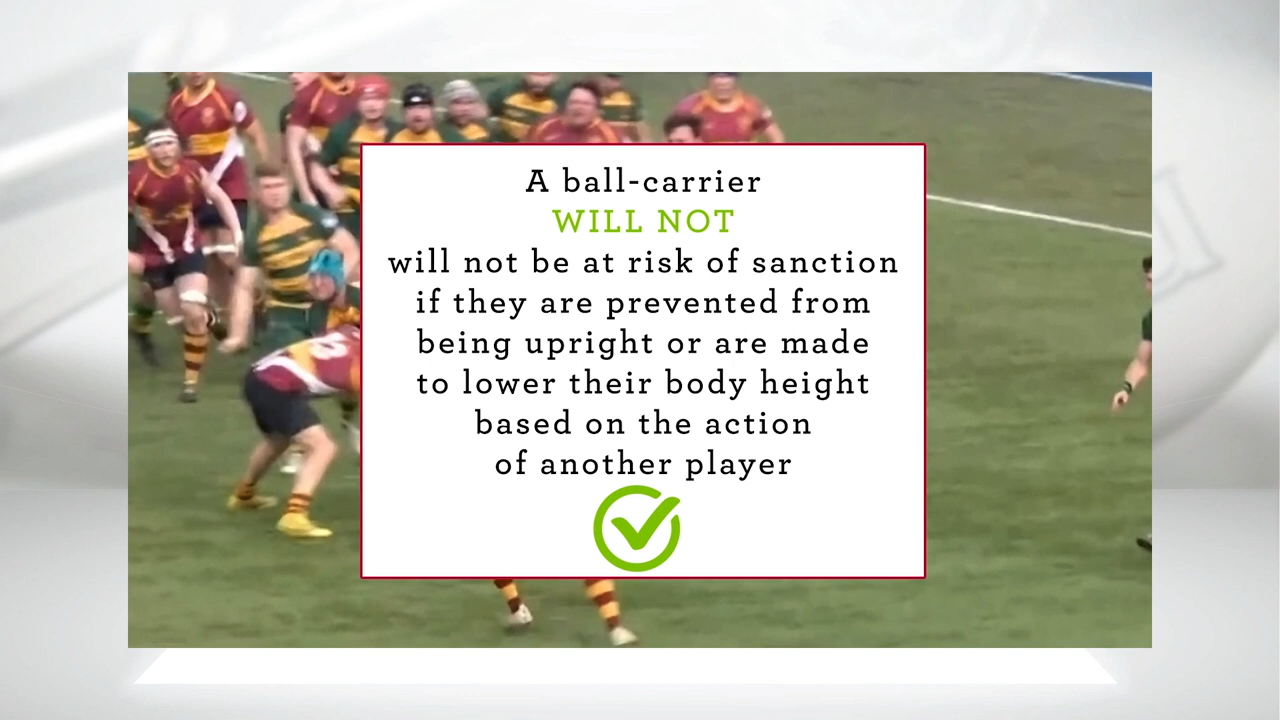 A ball-carrier
WILL NOT
will not be at risk of sanction
if they are prevented from
being upright or are made
to lower their body height
based on the action
of another player